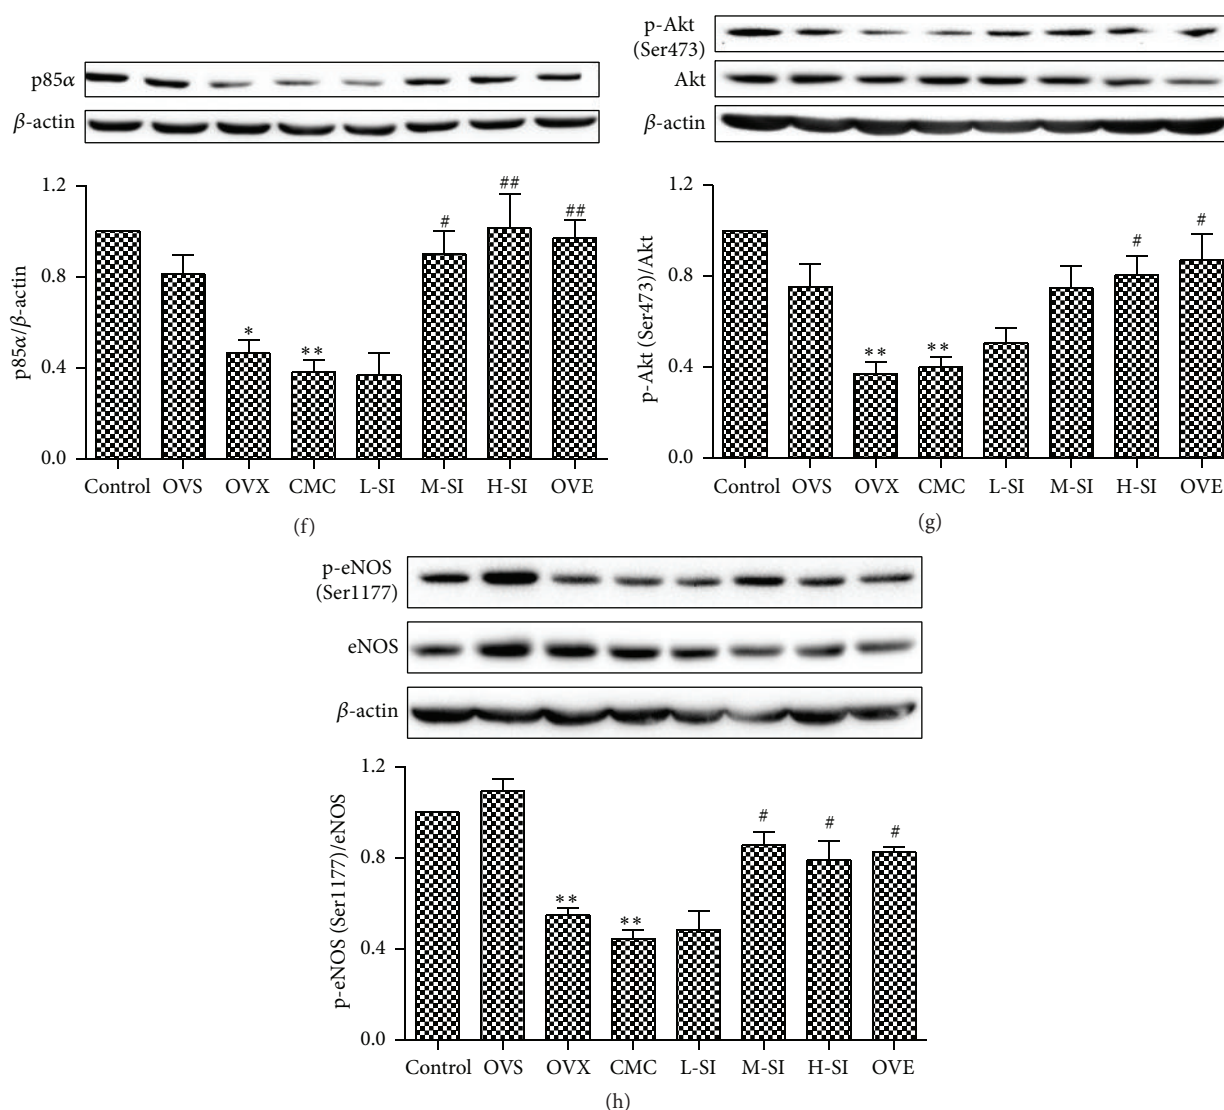 p85α
β-actin
p85α/β-actin
1.2
0.8
0.4
0.0
*
**
#
##
##
Control OVS OVX CMC L-SI M-SI H-SI OVE
(f)
p-Akt
(Ser473)
Akt
β-actin
p-Akt (Ser473)/Akt
1.2
0.8
0.4
0.0
**
**
#
#
Control OVS OVX CMC L-SI M-SI H-SI OVE
(g)
p-eNOS
(Ser1177)
eNOS
β-actin
p-eNOS (Ser1177)/eNOS
1.2
0.8
0.4
0.0
**
**
#
#
#
Control OVS OVX CMC L-SI M-SI H-SI OVE
(h)